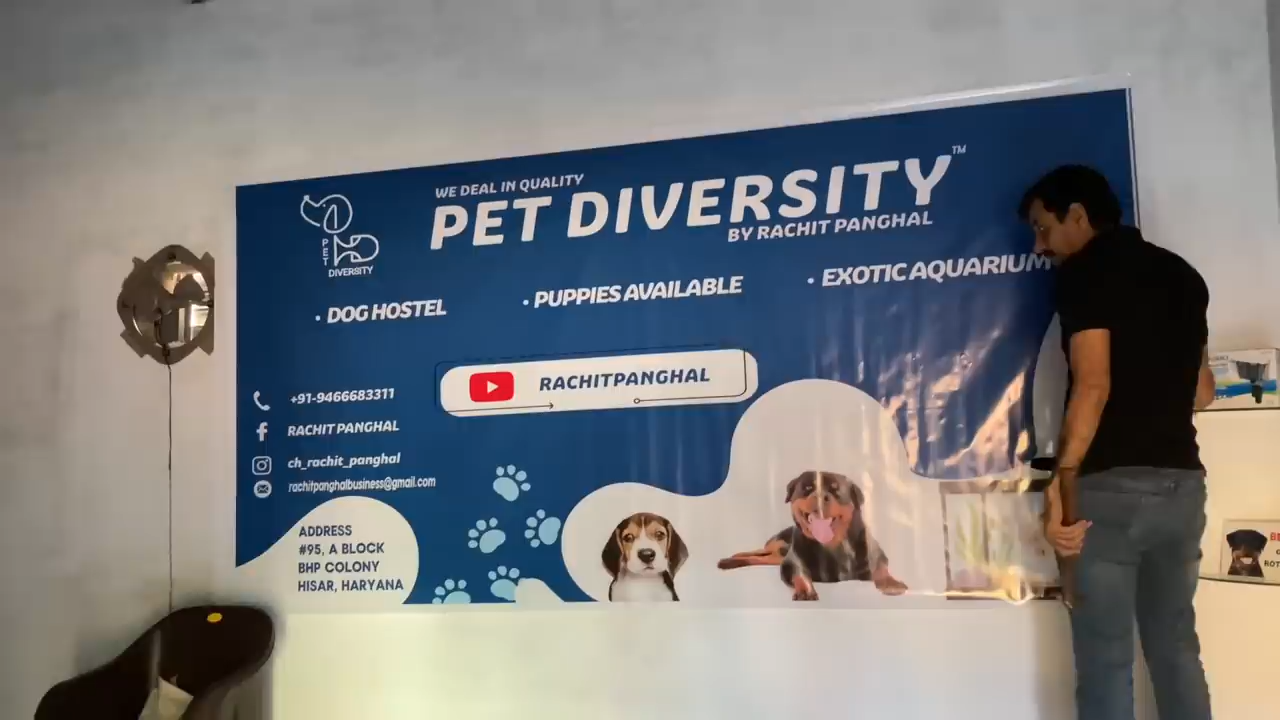 WE DEAL IN QUALITY
PET DIVERSITY™
BY RACHIT PANGHAL
PET
DIVERSITY
• DOG HOSTEL
• PUPPIES AVAILABLE
• EXOTIC AQUARIUM
RACHITPANGHAL
+91-9466683311
RACHIT PANGHAL
ch_rachit_panghal
rachitpanghalbusiness@gmail.com
ADDRESS
#95, A BLOCK
BHP COLONY
HISAR, HARYANA